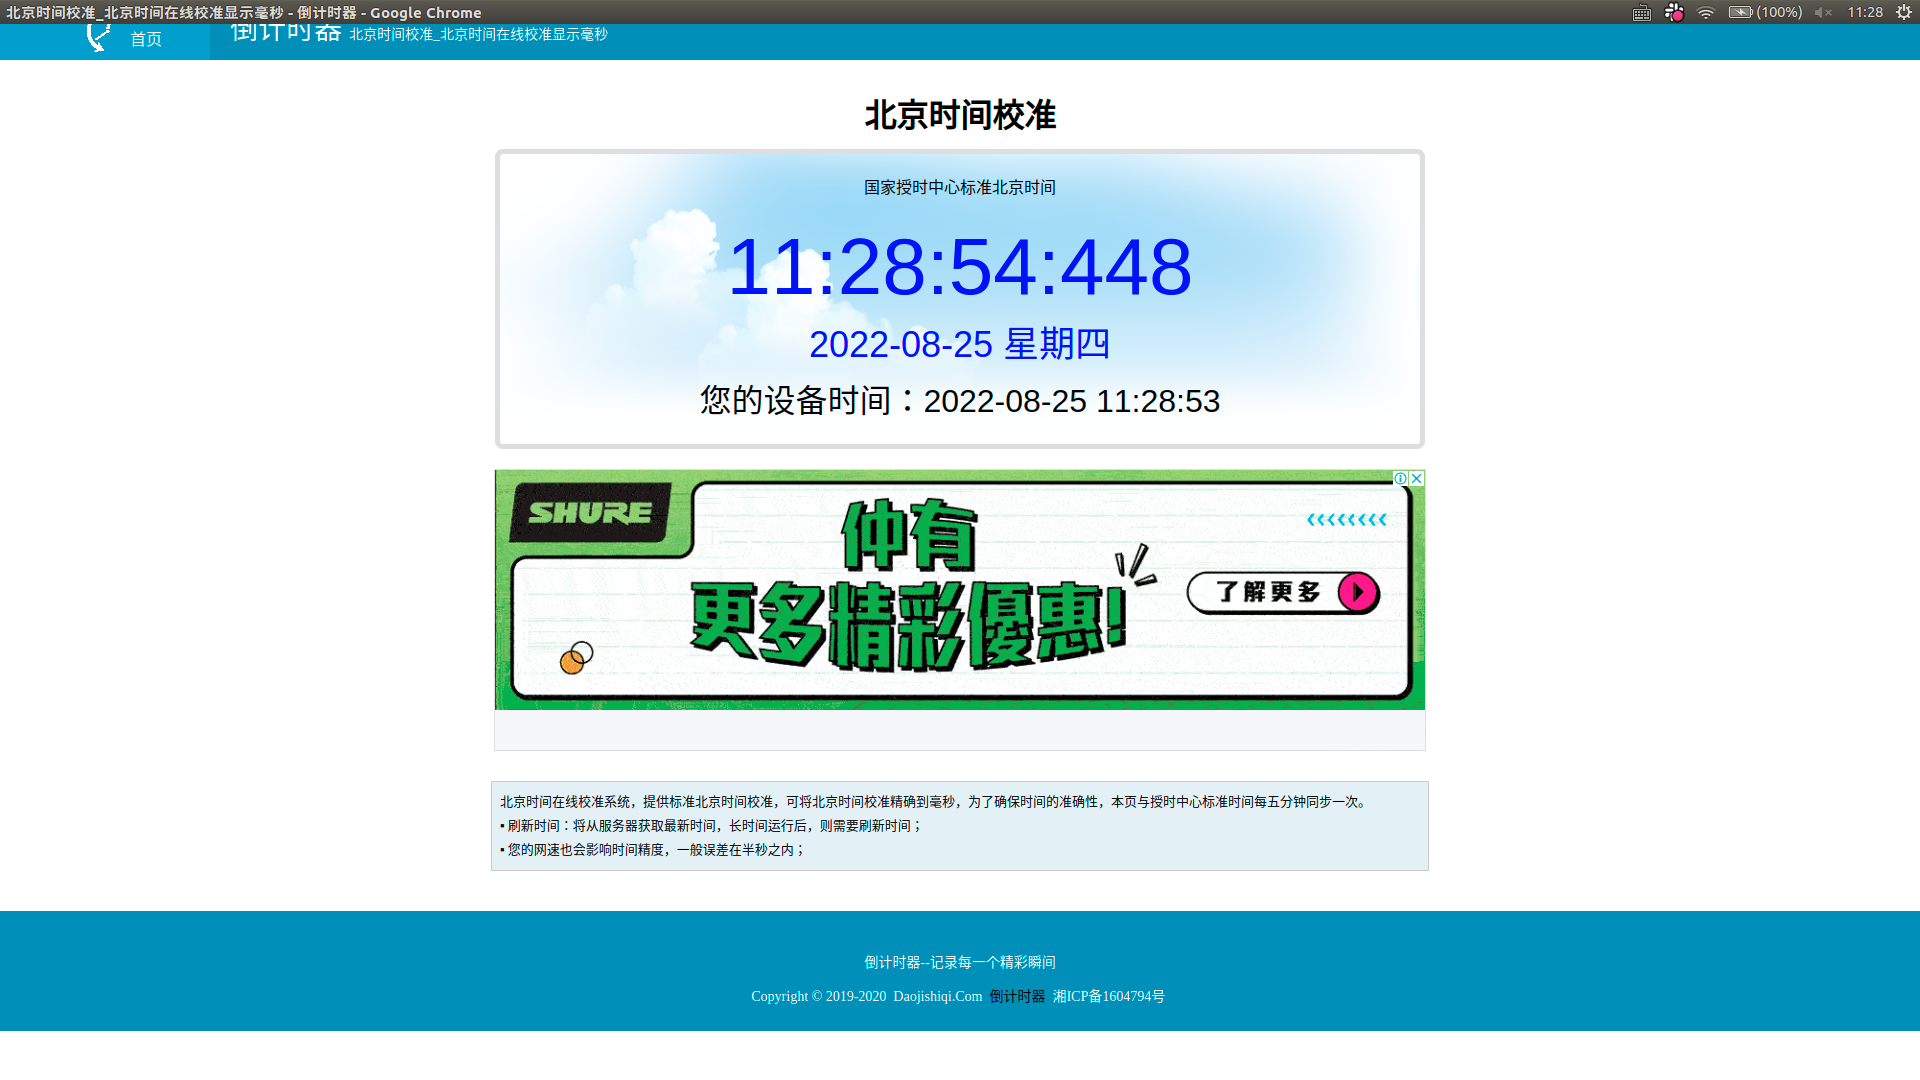 北京时间校准_北京时间在线校准显示毫秒 - 倒计时器 - Google Chrome
(100%)
11:28
首页
倒计时器 北京时间校准_北京时间在线校准显示毫秒
北京时间校准
国家授时中心标准北京时间
11:28:54:448
2022-08-25 星期四
您的设备时间：2022-08-25 11:28:53
SHURE
仲有
更多精彩優惠!
了解更多
北京时间在线校准系统，提供标准北京时间校准，可将北京时间校准精确到毫秒，为了确保时间的准确性，本页与授时中心标准时间每五分钟同步一次。
▪ 刷新时间：将从服务器获取最新时间，长时间运行后，则需要刷新时间；
▪ 您的网速也会影响时间精度，一般误差在半秒之内；
倒计时器--记录每一个精彩瞬间
Copyright © 2019-2020 Daojishiqi.Com 倒计时器 湘ICP备1604794号